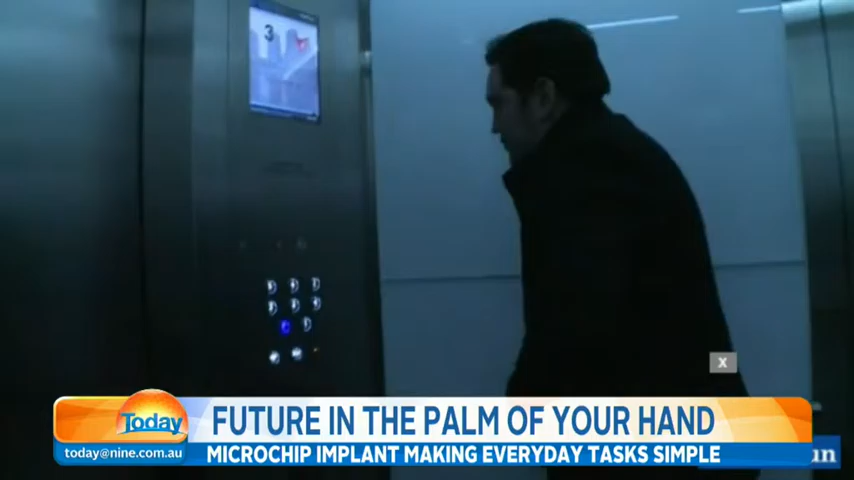 3
X
Today
FUTURE IN THE PALM OF YOUR HAND
today@nine.com.au
MICROCHIP IMPLANT MAKING EVERYDAY TASKS SIMPLE
un